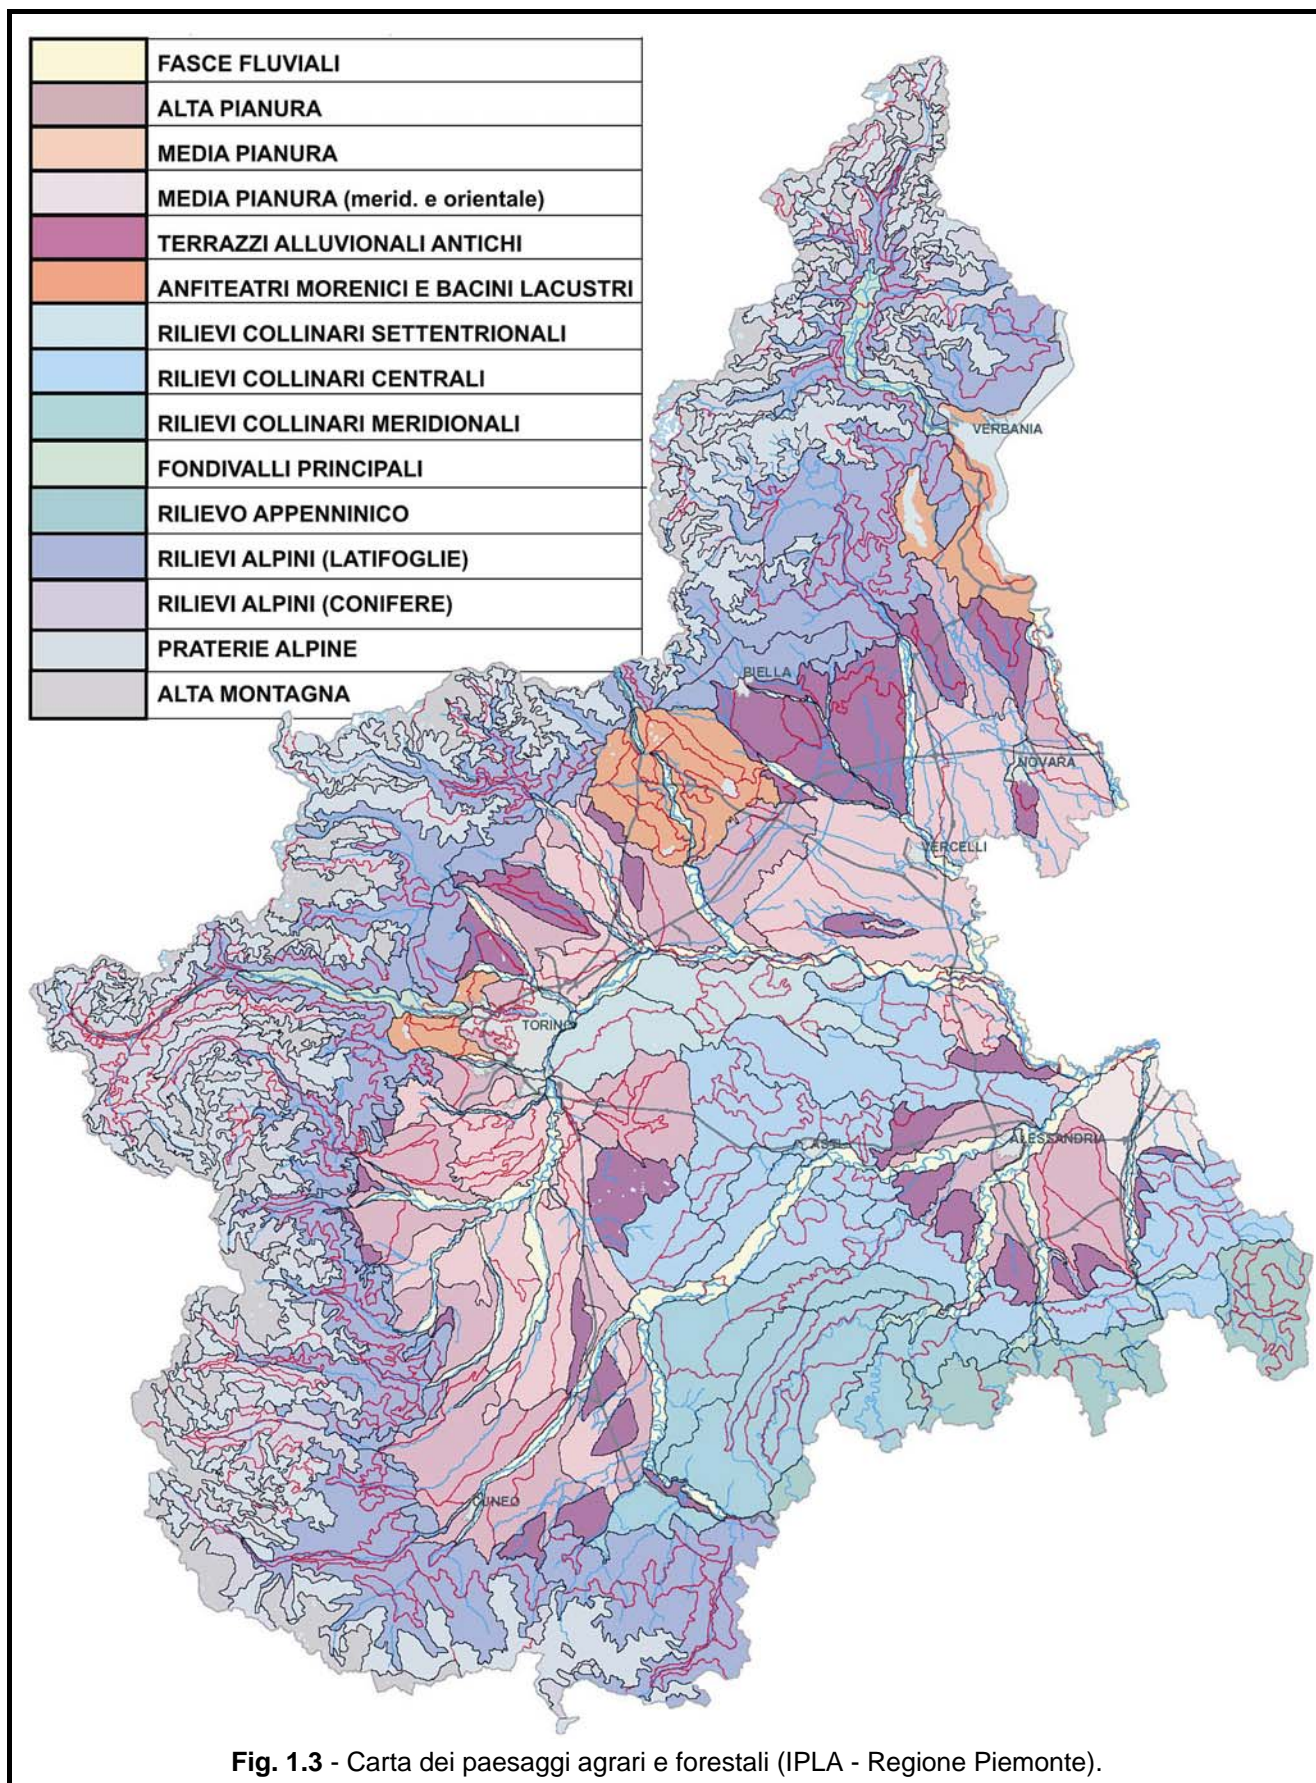 FASCE FLUVIALI
ALTA PIANURA
MEDIA PIANURA
MEDIA PIANURA (merid. e orientale)
TERRAZZI ALLUVIONALI ANTICHI
ANFITEATRI MORENICI E BACINI LACUSTRI
RILIEVI COLLINARI SETTENTRIONALI
RILIEVI COLLINARI CENTRALI
RILIEVI COLLINARI MERIDIONALI
FONDIVALLI PRINCIPALI
RILIEVO APPENNINICO
RILIEVI ALPINI (LATIFOGLIE)
RILIEVI ALPINI (CONIFERE)
PRATERIE ALPINE
ALTA MONTAGNA
VERBANIA
BIELLA
NOVARA
VERCELLI
TORINO
ASTI
ALESSANDRIA
CUNEO
Fig. 1.3 - Carta dei paesaggi agrari e forestali (IPLA - Regione Piemonte).